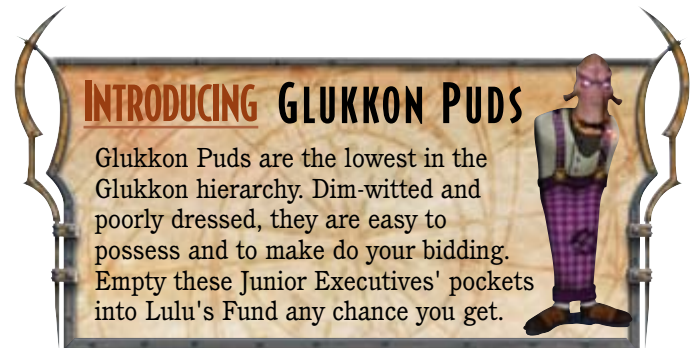 INTRODUCING GLUKKON PUDS
Glukkon Puds are the lowest in the
Glukkon hierarchy. Dim-witted and
poorly dressed, they are easy to
possess and to make do your bidding.
Empty these Junior Executives' pockets
into Lulu's Fund any chance you get.